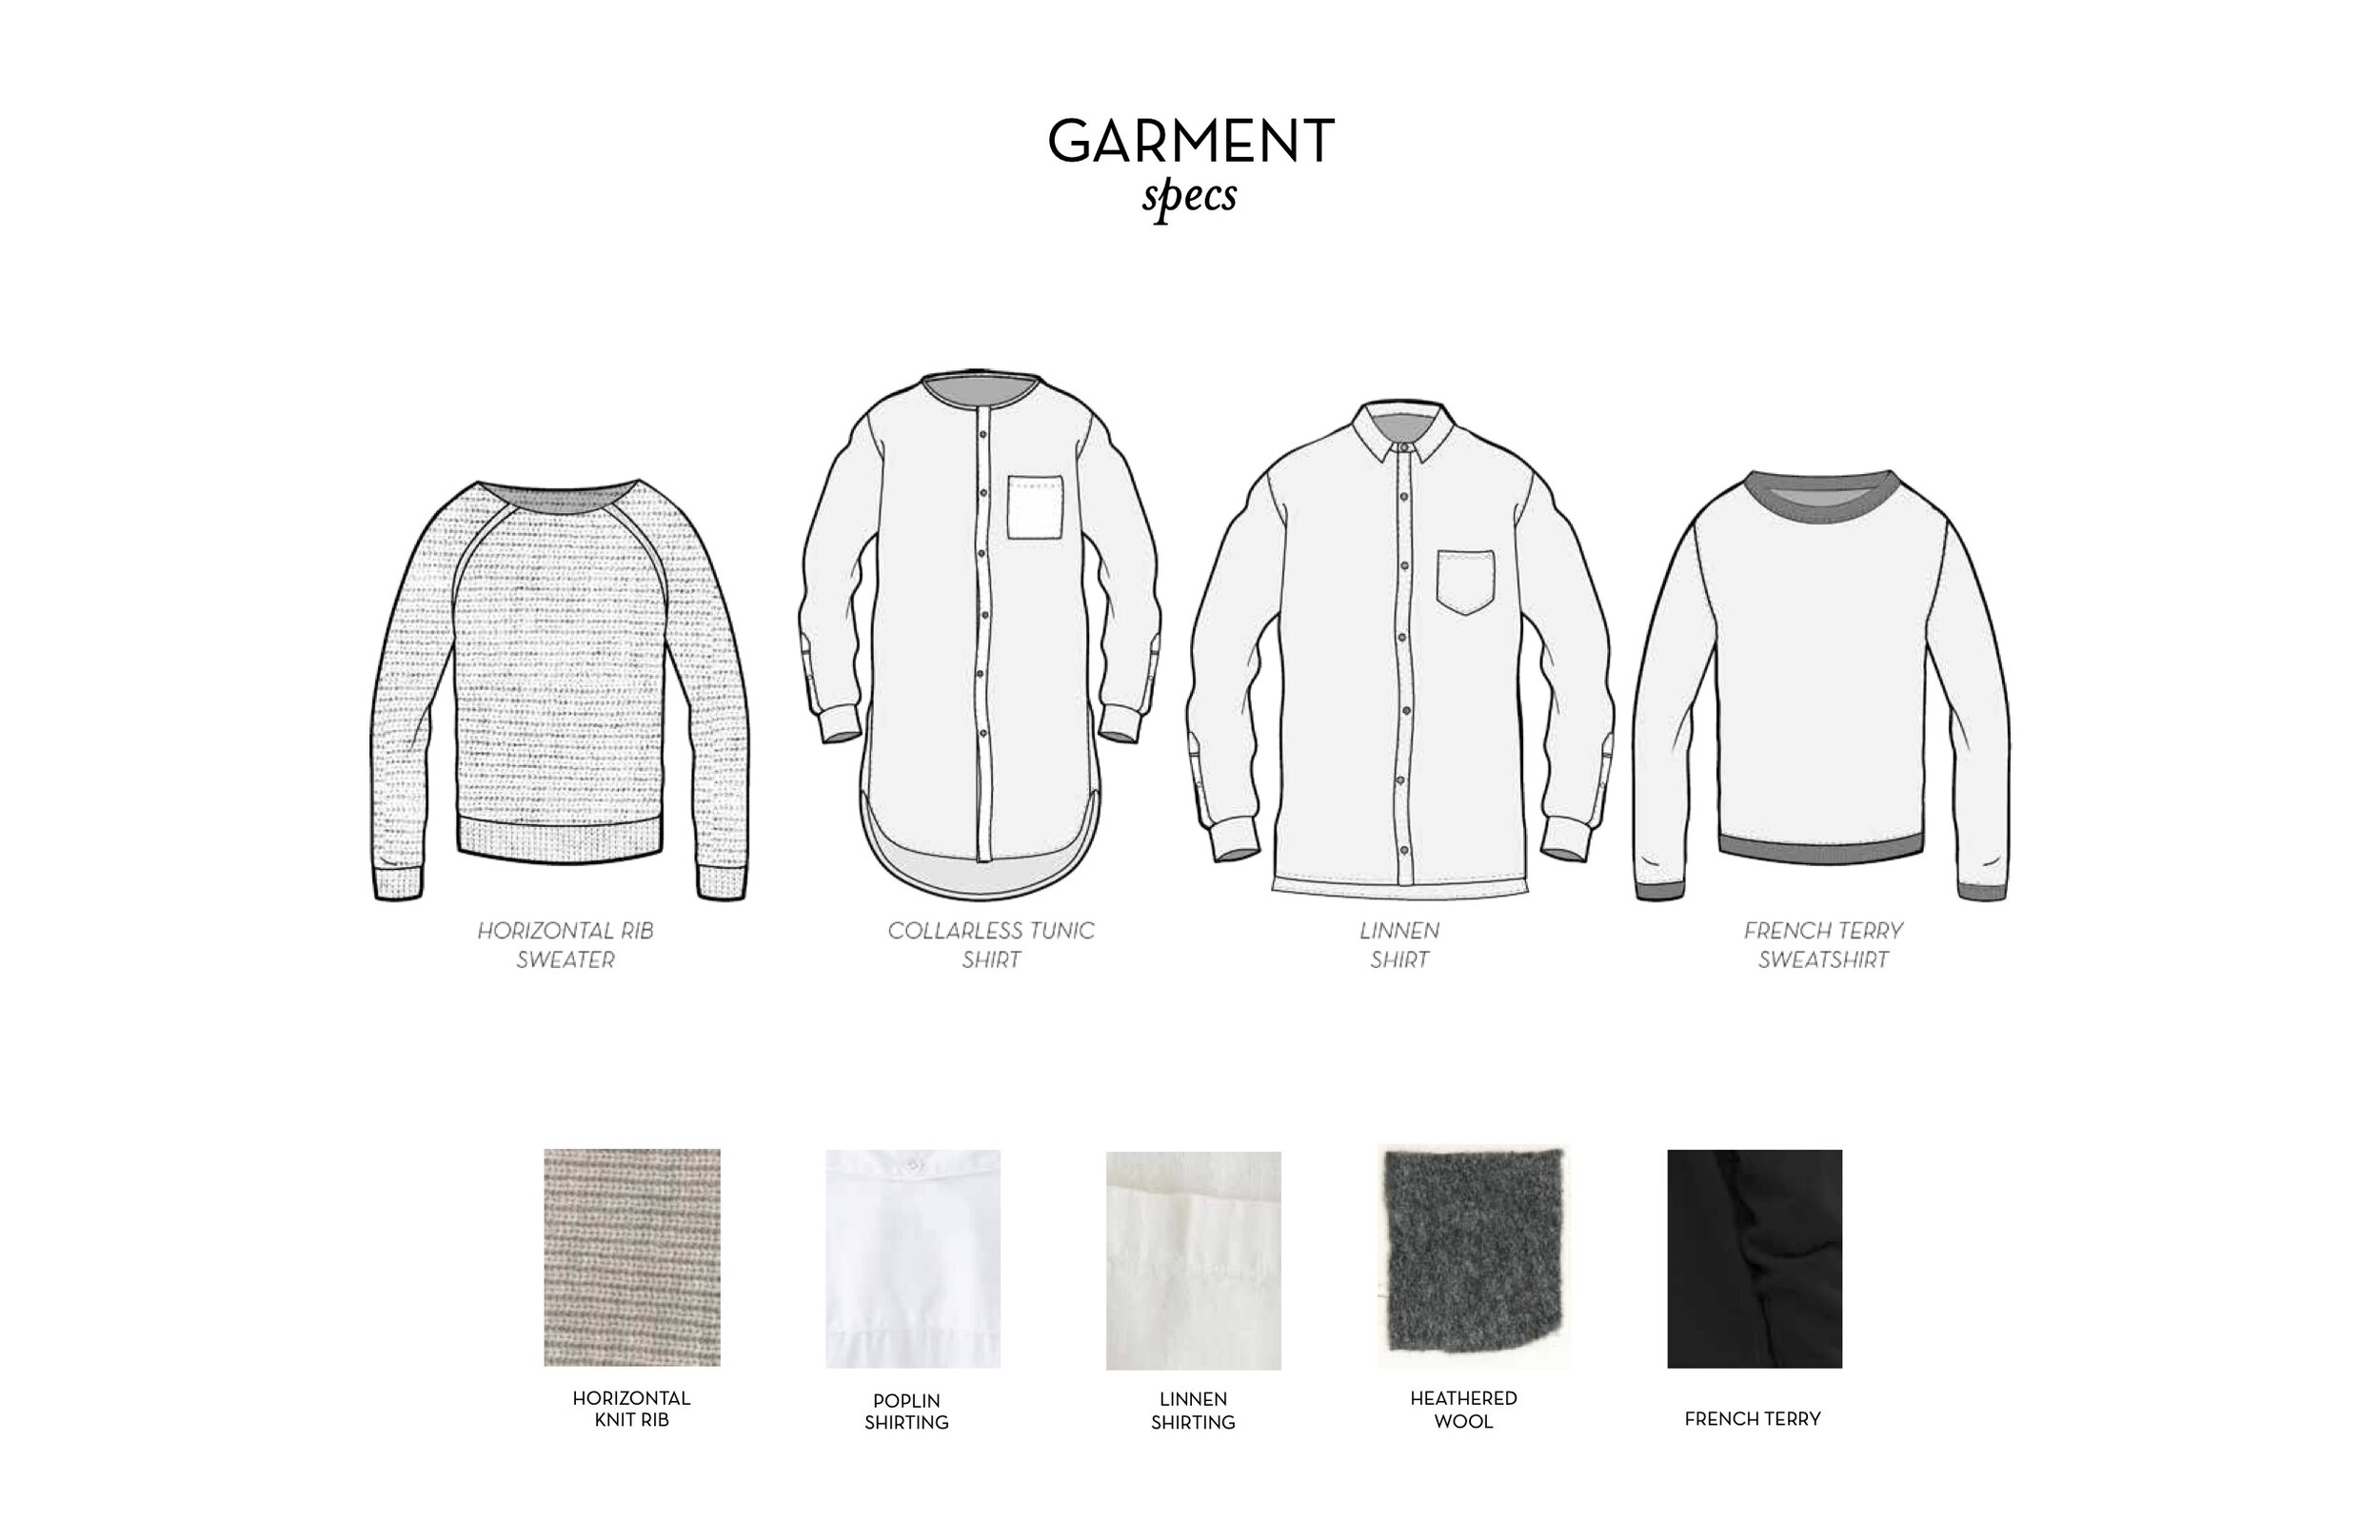 GARMENT
specs
HORIZONTAL RIB
SWEATER
COLLARLESS TUNIC
SHIRT
LINNEN
SHIRT
FRENCH TERRY
SWEATSHIRT
HORIZONTAL
KNIT RIB
POPLIN
SHIRTING
LINNEN
SHIRTING
HEATHERED
WOOL
FRENCH TERRY